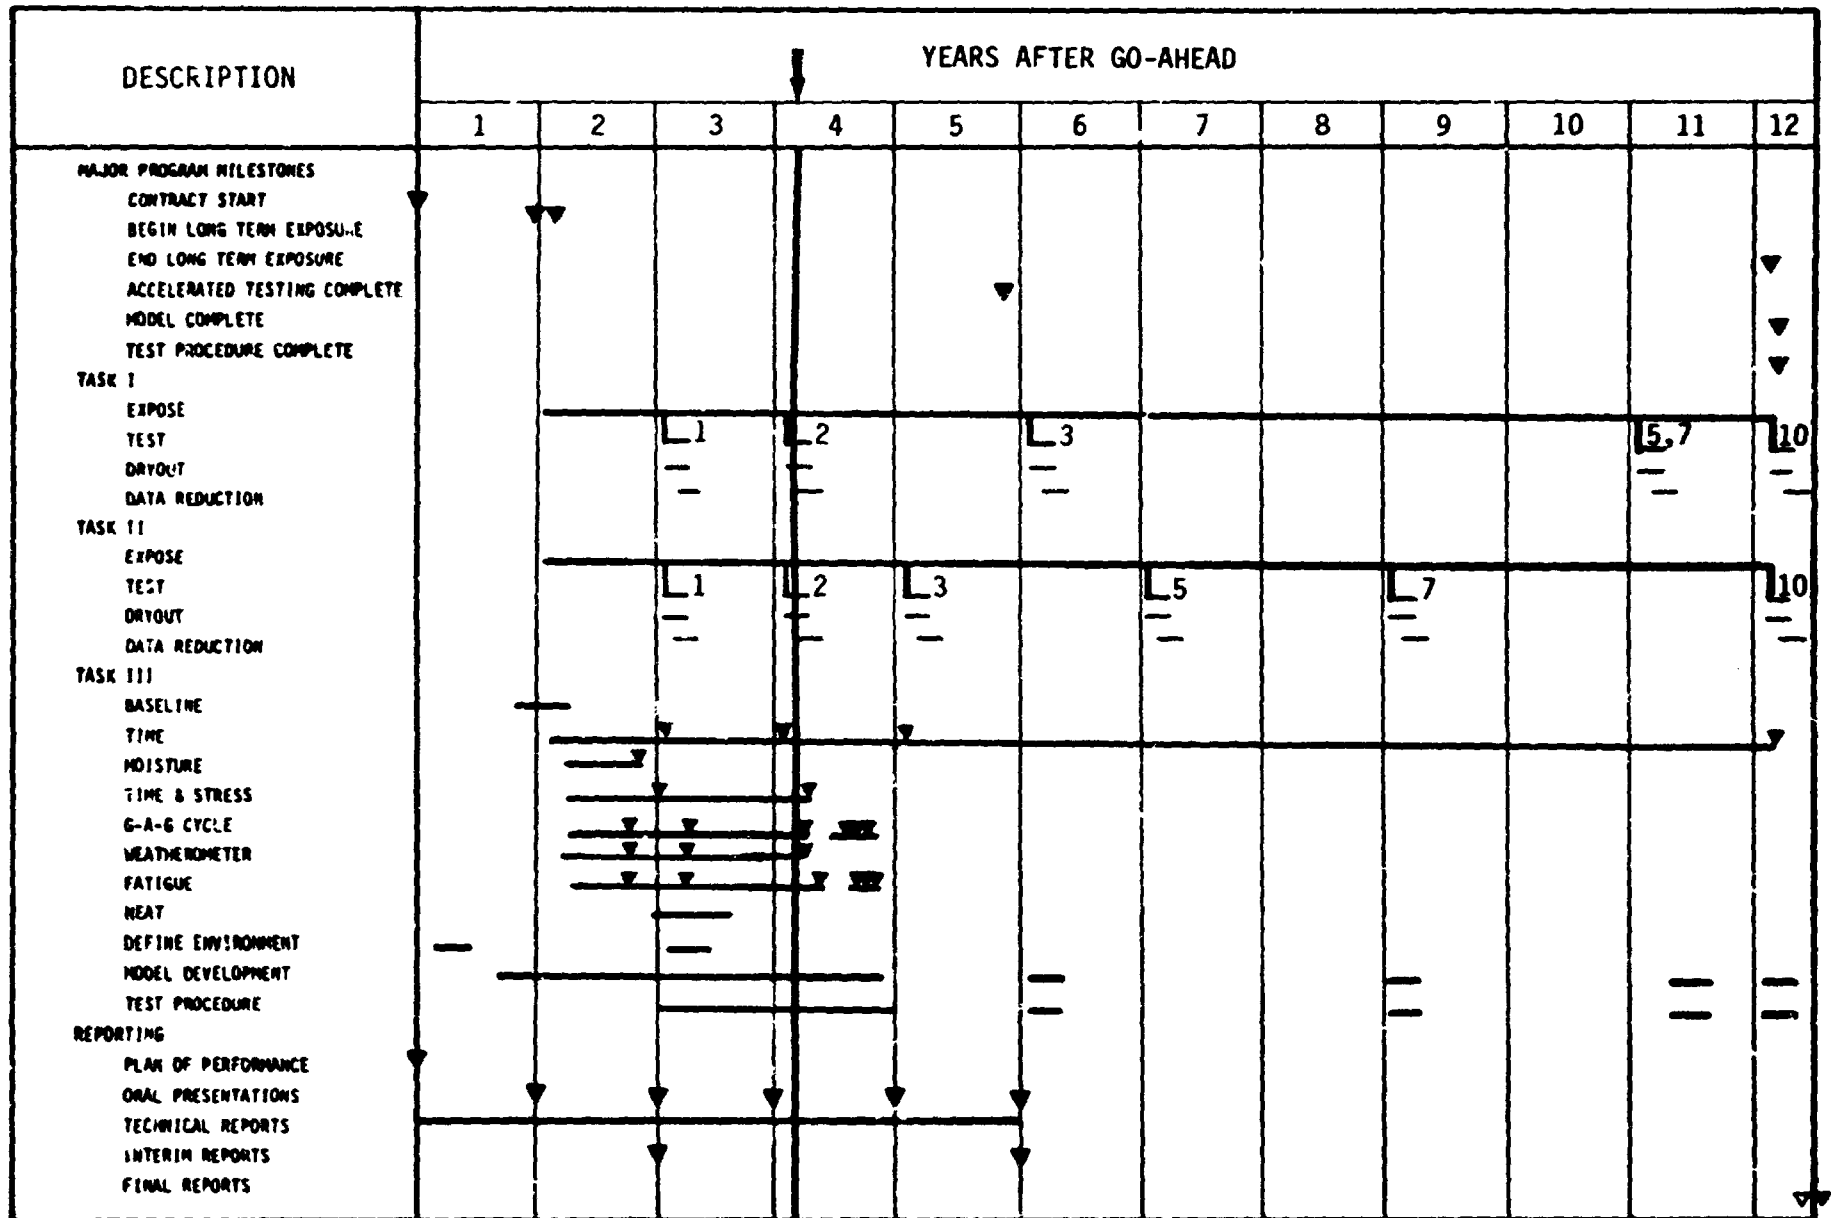 DESCRIPTION
YEARS AFTER GO-AHEAD
1 2 3 4 5 6 7 8 9 10 11 12
MAJOR PROGRAM MILESTONES
CONTRACT START
BEGIN LONG TERM EXPOSURE
END LONG TERM EXPOSURE
ACCELERATED TESTING COMPLETE
MODEL COMPLETE
TEST PROCEDURE COMPLETE
TASK I
EXPOSE
TEST 1 2 3 5,7 10
DRYOUT
DATA REDUCTION
TASK II
EXPOSE
TEST 1 2 3 5 7 10
DRYOUT
DATA REDUCTION
TASK III
BASELINE
TIME
MOISTURE
TIME & STRESS
G-A-G CYCLE
WEATHEROMETER
FATIGUE
HEAT
DEFINE ENVIRONMENT
MODEL DEVELOPMENT
TEST PROCEDURE
REPORTING
PLAN OF PERFORMANCE
ORAL PRESENTATIONS
TECHNICAL REPORTS
INTERIM REPORTS
FINAL REPORTS